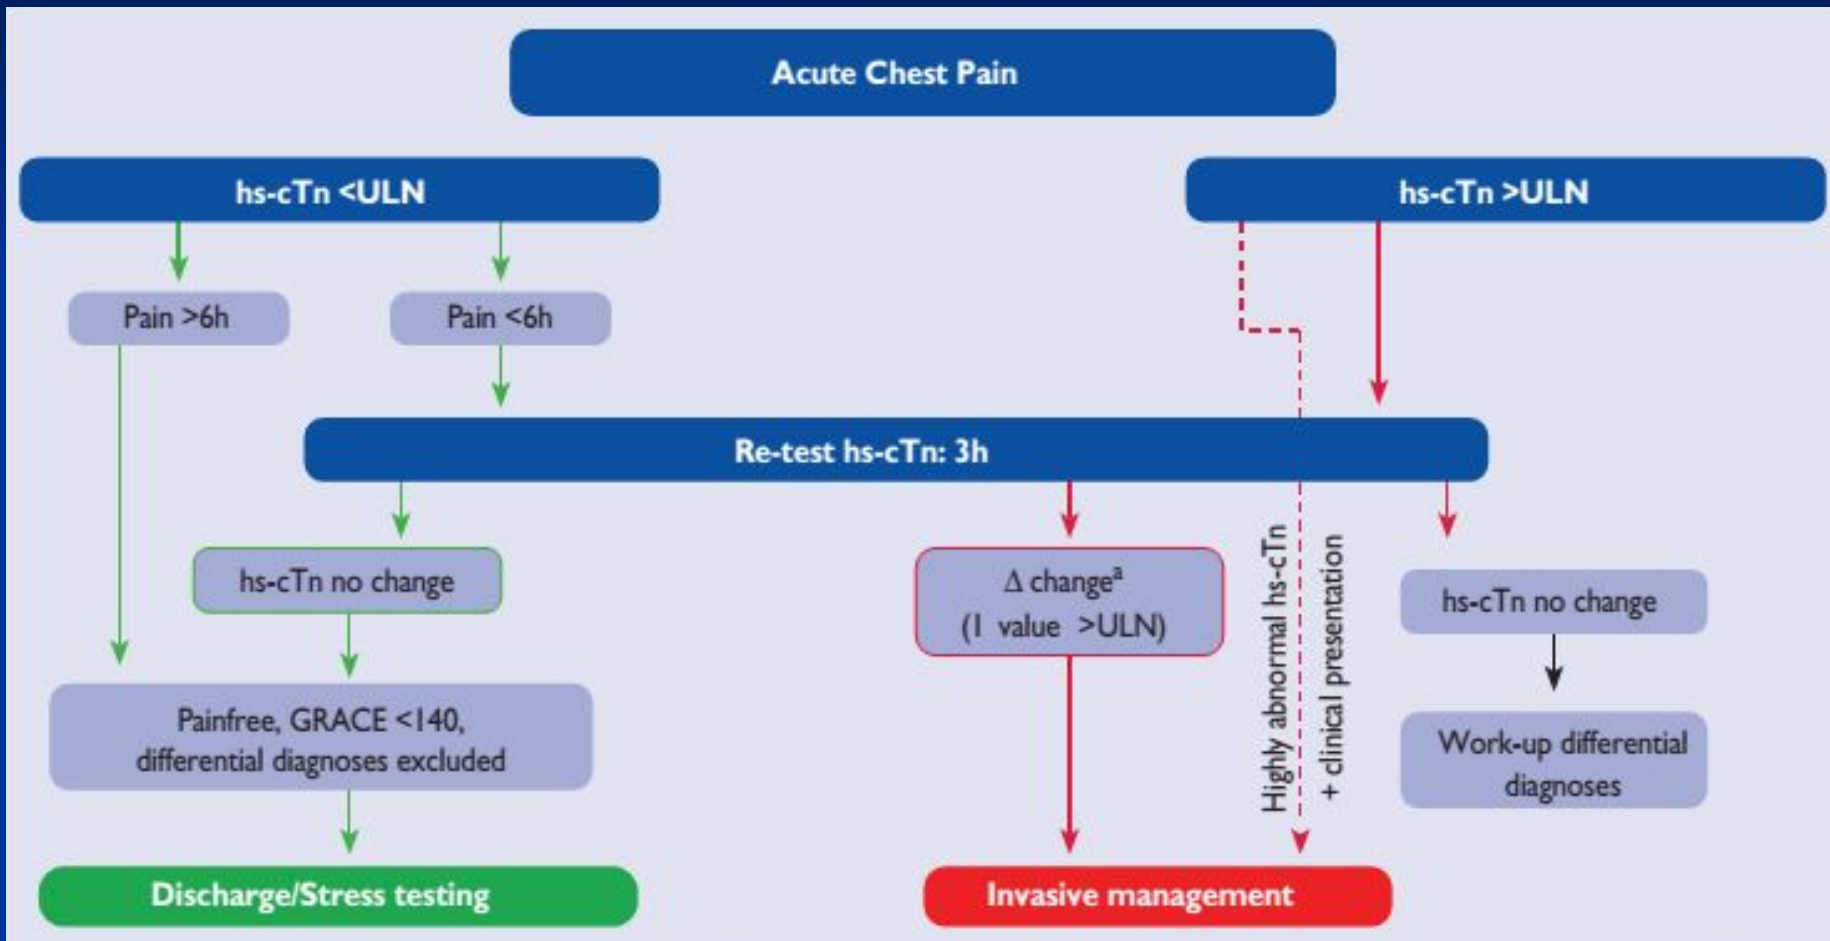 Acute Chest Pain
hs-cTn <ULN
hs-cTn >ULN
Pain >6h
Pain <6h
Re-test hs-cTn: 3h
hs-cTn no change
Δ changeª
(1 value >ULN)
Highly abnormal hs-cTn
+ clinical presentation
hs-cTn no change
Painfree, GRACE <140,
differential diagnoses excluded
Work-up differential
diagnoses
Discharge/Stress testing
Invasive management